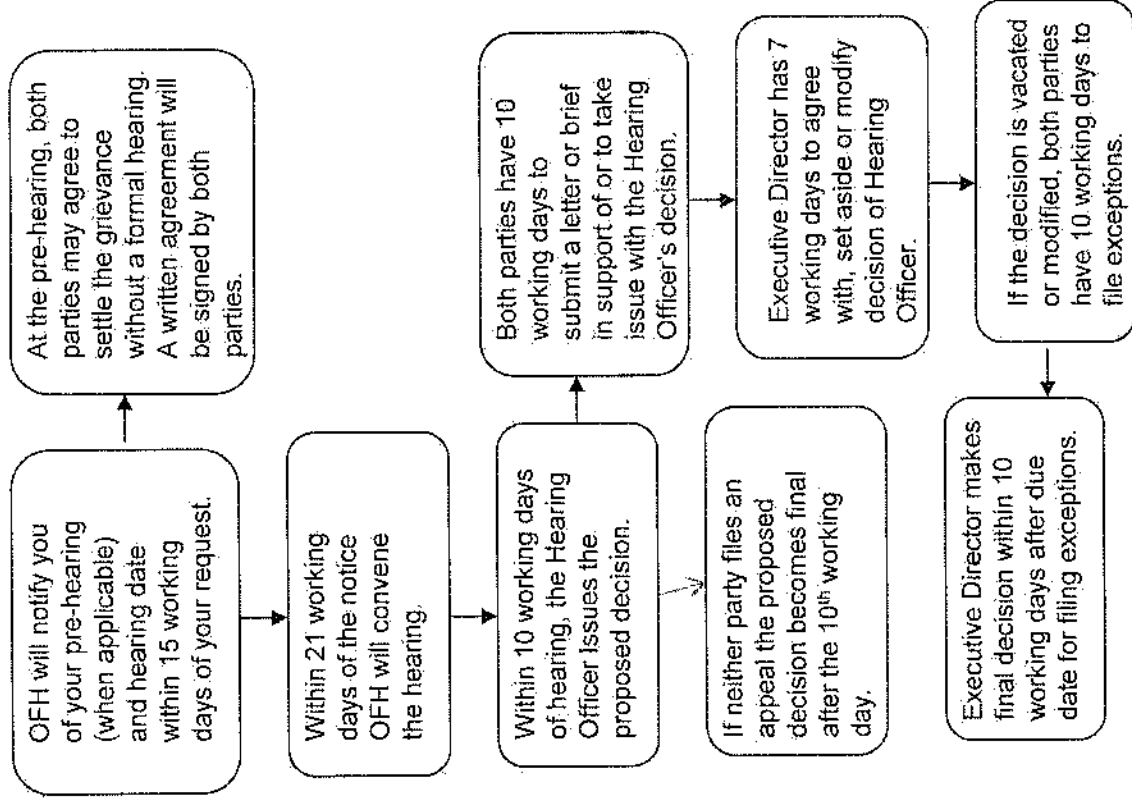 OFH will notify you
of your pre-hearing
(when applicable)
and hearing date
within 15 working
days of your request.
At the pre-hearing, both
parties may agree to
settle the grievance
without a formal hearing.
A written agreement will
be signed by both
parties.
Within 21 working
days of the notice
OFH will convene
the hearing.
Within 10 working days
of hearing, the Hearing
Officer Issues the
proposed decision.
Both parties have 10
working days to
submit a letter or brief
in support of or to take
issue with the Hearing
Officer's decision.
If neither party files an
appeal the proposed
decision becomes final
after the 10th working
day.
Executive Director has 7
working days to agree
with, set aside or modify
decision of Hearing
Officer.
If the decision is vacated
or modified, both parties
have 10 working days to
file exceptions.
Executive Director makes
final decision within 10
working days after due
date for filing exceptions.